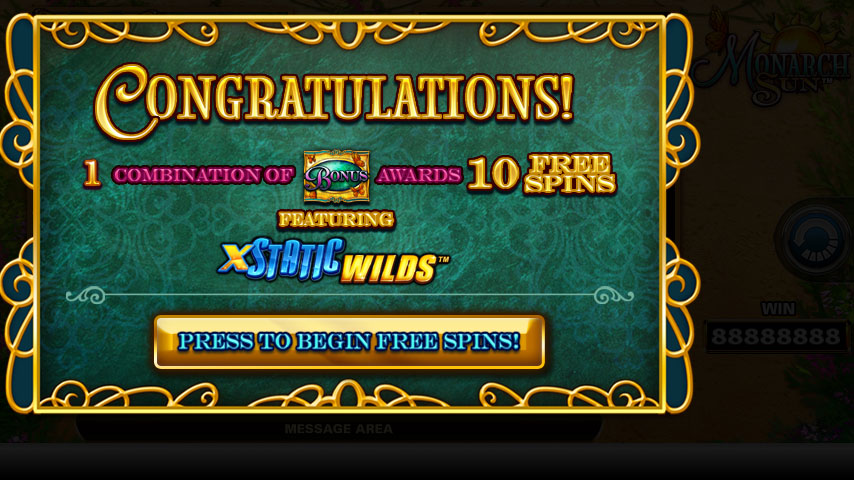 CONGRATULATIONS!
1 COMBINATION OF BONUS AWARDS 10 FREE SPINS
FEATURING
XSTATIC WILDS™
PRESS TO BEGIN FREE SPINS!
MONARCH
SUN™
WIN
88888888
MESSAGE AREA